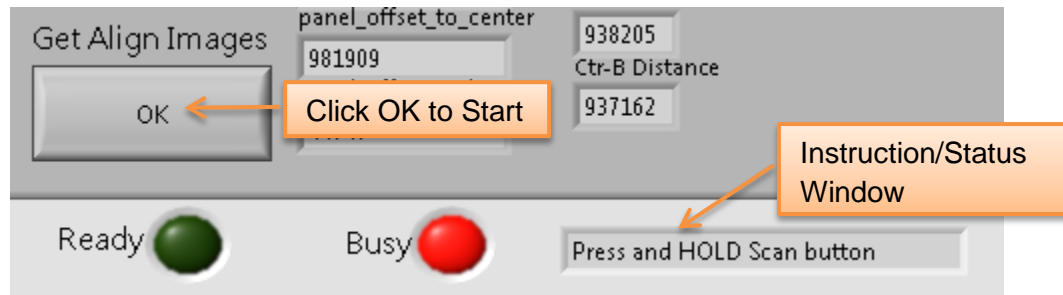 Get Align Images
OK
panel_offset_to_center
981909
Click OK to Start
938205
Ctr-B Distance
937162
Instruction/Status
Window
Ready
Busy
Press and HOLD Scan button